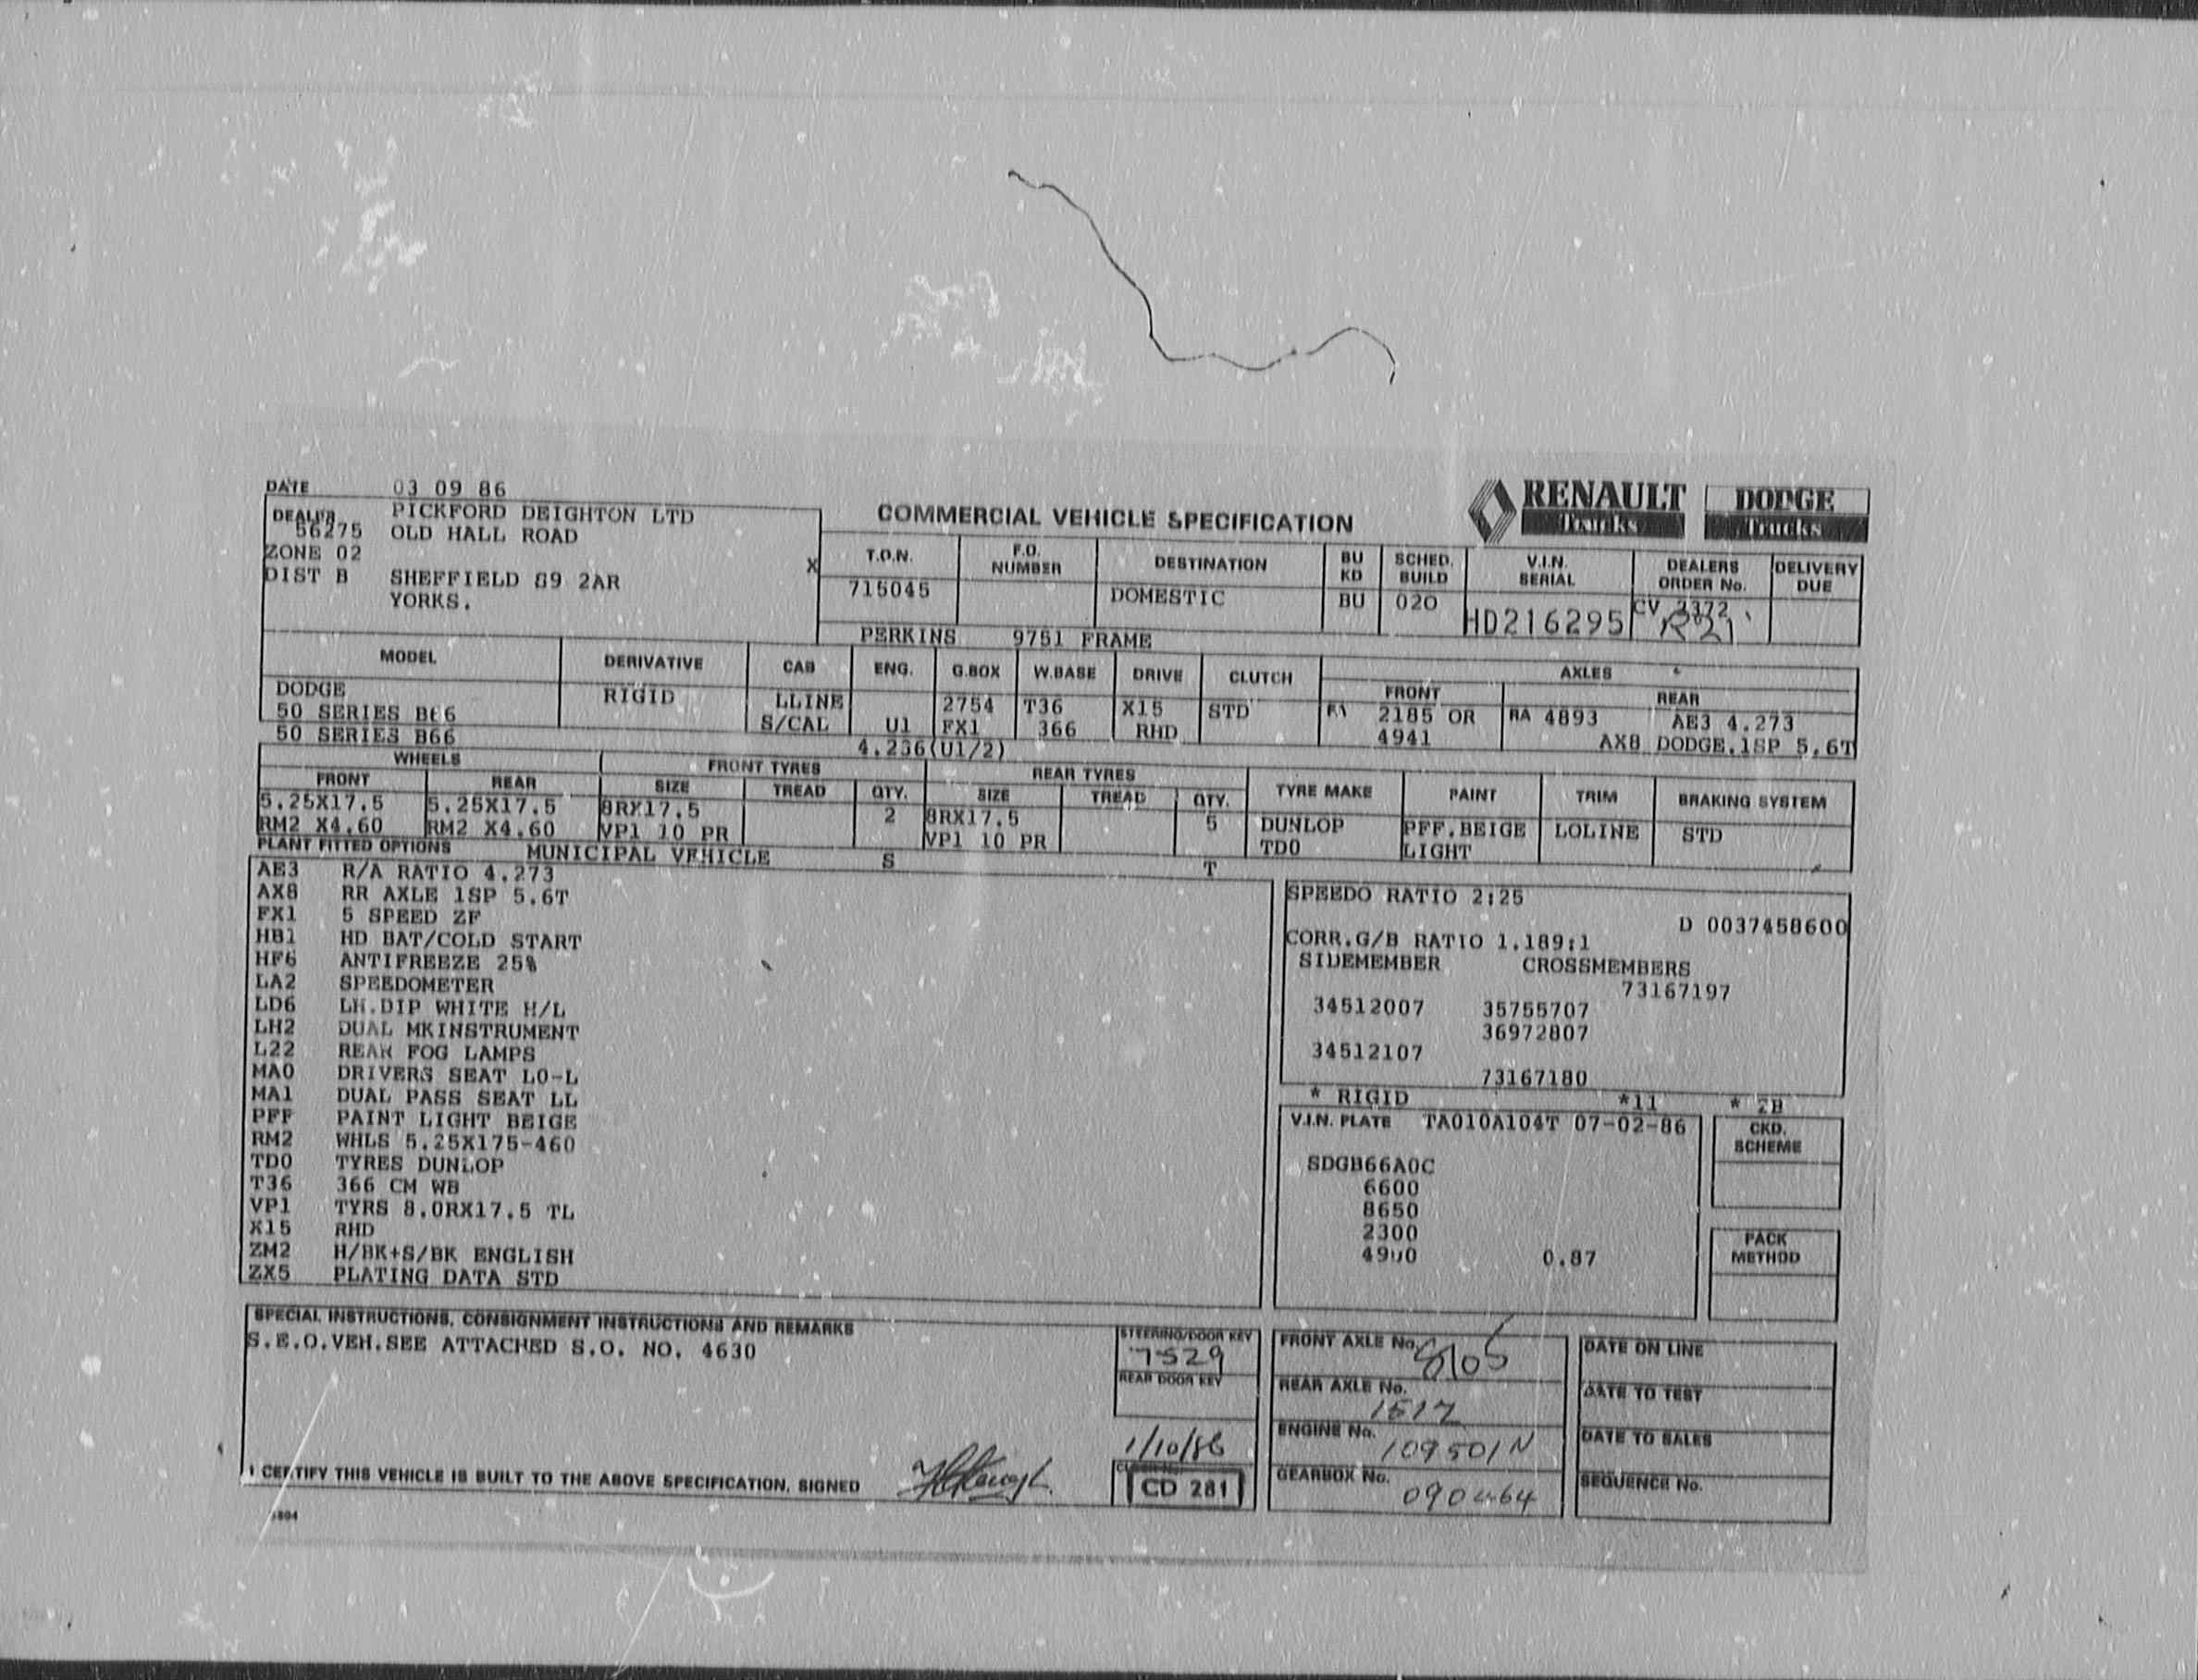 DATE 03 09 86
RENAULT Trucks DODGE Trucks
COMMERCIAL VEHICLE SPECIFICATION
DEALER PICKFORD DEIGHTON LTD
56275 OLD HALL ROAD
ZONE 02
DIST B SHEFFIELD S9 2AR
YORKS.
X
T.O.N. F.O. NUMBER DESTINATION BU KD SCHED. BUILD V.I.N. SERIAL DEALERS ORDER No. DELIVERY DUE
715045 DOMESTIC BU 020 HD216295 CV 2372
R21
PERKINS 9751 FRAME
MODEL DERIVATIVE CAB ENG. G.BOX W.BASE DRIVE CLUTCH AXLES
FRONT REAR
DODGE RIGID LLINE 2754 T36 X15 STD 2185 OR RA 4893 AE3 4.273
50 SERIES B66 S/CAL U1 FX1 366 RHD 4941 AX8 DODGE.1SP 5,6T
50 SERIES B66 4.236(U1/2)
WHEELS FRONT TYRES REAR TYRES
FRONT REAR SIZE TREAD QTY. SIZE TREAD QTY. TYRE MAKE PAINT TRIM BRAKING SYSTEM
5.25X17.5 5.25X17.5 8RX17.5 2 8RX17.5 5 DUNLOP PFF.BEIGE LOLINE STD
RM2 X4.60 RM2 X4.60 VP1 10 PR VP1 10 PR TD0 LIGHT
PLANT FITTED OPTIONS MUNICIPAL VEHICLE S T
AE3 R/A RATIO 4.273
AX8 RR AXLE 1SP 5.6T
FX1 5 SPEED ZF
HB1 HD BAT/COLD START
HF6 ANTIFREEZE 25%
LA2 SPEEDOMETER
LD6 LH.DIP WHITE H/L
LH2 DUAL MKINSTRUMENT
L22 REAR FOG LAMPS
MA0 DRIVERS SEAT LO-L
MA1 DUAL PASS SEAT LL
PFF PAINT LIGHT BEIGE
RM2 WHLS 5.25X175-460
TD0 TYRES DUNLOP
T36 366 CM WB
VP1 TYRS 8.0RX17.5 TL
X15 RHD
ZM2 H/BK+S/BK ENGLISH
ZX5 PLATING DATA STD
SPEEDO RATIO 2:25
D 0037458600
CORR.G/B RATIO 1.189:1
SIDEMEMBER CROSSMEMBERS
73167197
34512007 35755707
36972807
34512107
73167180
* RIGID *11 * ZB
V.I.N. PLATE TA010A104T 07-02-86
SDGB66A0C
6600
8650
2300
4900 0.87
CKD. SCHEME
PACK METHOD
SPECIAL INSTRUCTIONS, CONSIGNMENT INSTRUCTIONS AND REMARKS
S.E.O.VEH.SEE ATTACHED S.O. NO. 4630
STEERING/DOOR KEY
7529
REAR DOOR KEY
1/10/86
CD 281
FRONT AXLE No. 8105
REAR AXLE No.
1517
ENGINE No.
109501N
GEARBOX No.
090464
DATE ON LINE
DATE TO TEST
DATE TO SALES
SEQUENCE No.
I CERTIFY THIS VEHICLE IS BUILT TO THE ABOVE SPECIFICATION, SIGNED